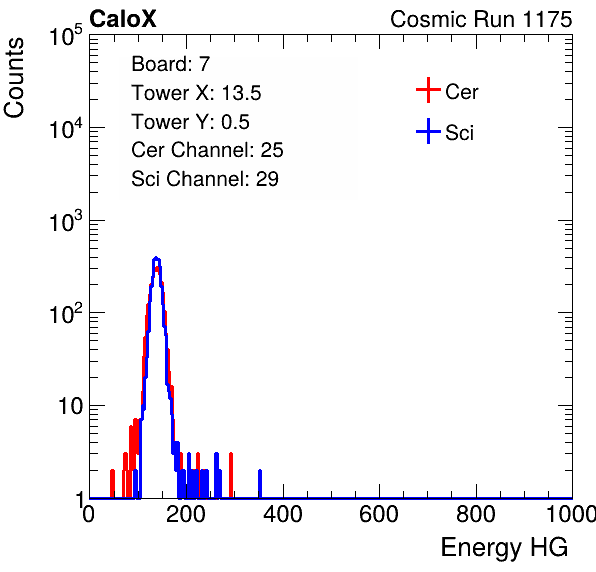 CaloX Cosmic Run 1175
Counts
Board: 7
Tower X: 13.5
Tower Y: 0.5
Cer Channel: 25
Sci Channel: 29
Cer
Sci
10^5
10^4
10^3
10^2
10
1
0 200 400 600 800 1000
Energy HG